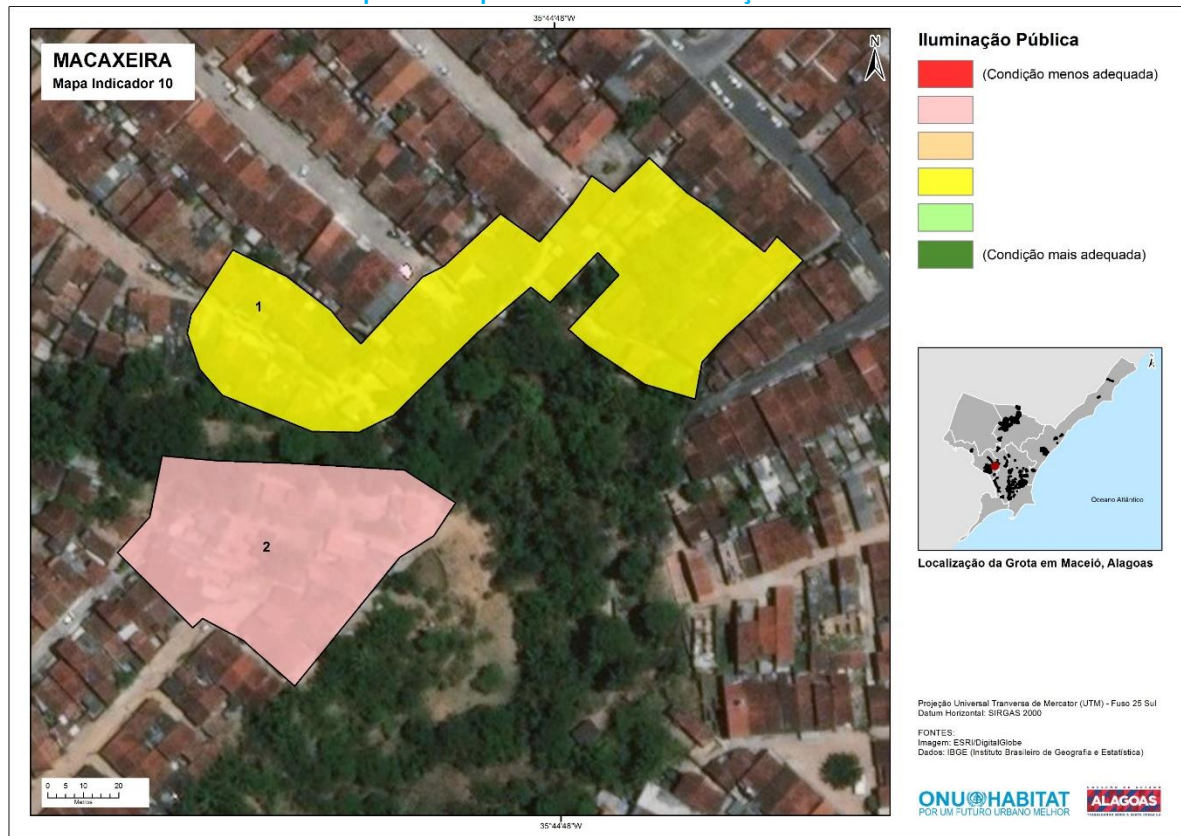 35°44'48"W
MACAXEIRA
Mapa Indicador 10
N
1
2
0 5 10 20
Metros
35°44'48"W
Iluminação Pública
(Condição menos adequada)
(Condição mais adequada)
Oceano Atlântico
Localização da Grota em Maceió, Alagoas
Projeção Universal Tranversa de Mercator (UTM) - Fuso 25 Sul
Datum Horizontal: SIRGAS 2000
FONTES:
Imagem: ESRI/DigitalGlobe
Dados: IBGE (Instituto Brasileiro de Geografia e Estatística)
ONU HABITAT
POR UM FUTURO URBANO MELHOR
ALAGOAS